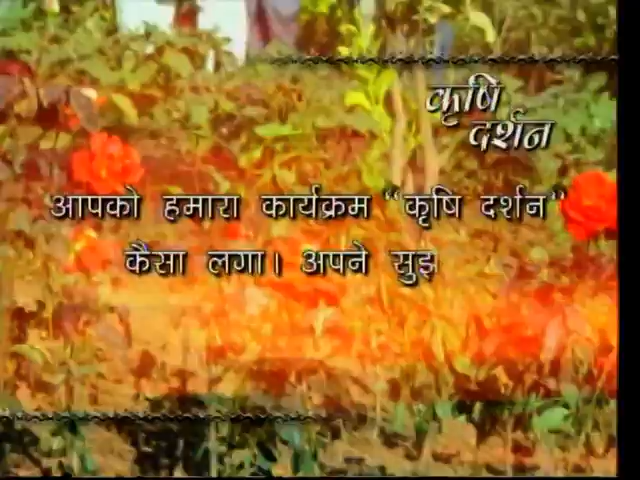 कृषि
दर्शन
आपको हमारा कार्यक्रम "कृषि दर्शन"
कैसा लगा। अपने सुझ